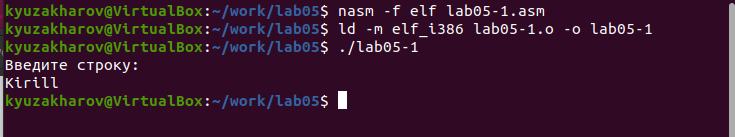 kyuzakharov@VirtualBox:~/work/lab05$ nasm -f elf lab05-1.asm
kyuzakharov@VirtualBox:~/work/lab05$ ld -m elf_i386 lab05-1.o -o lab05-1
kyuzakharov@VirtualBox:~/work/lab05$ ./lab05-1
Введите строку:
Kirill
kyuzakharov@VirtualBox:~/work/lab05$